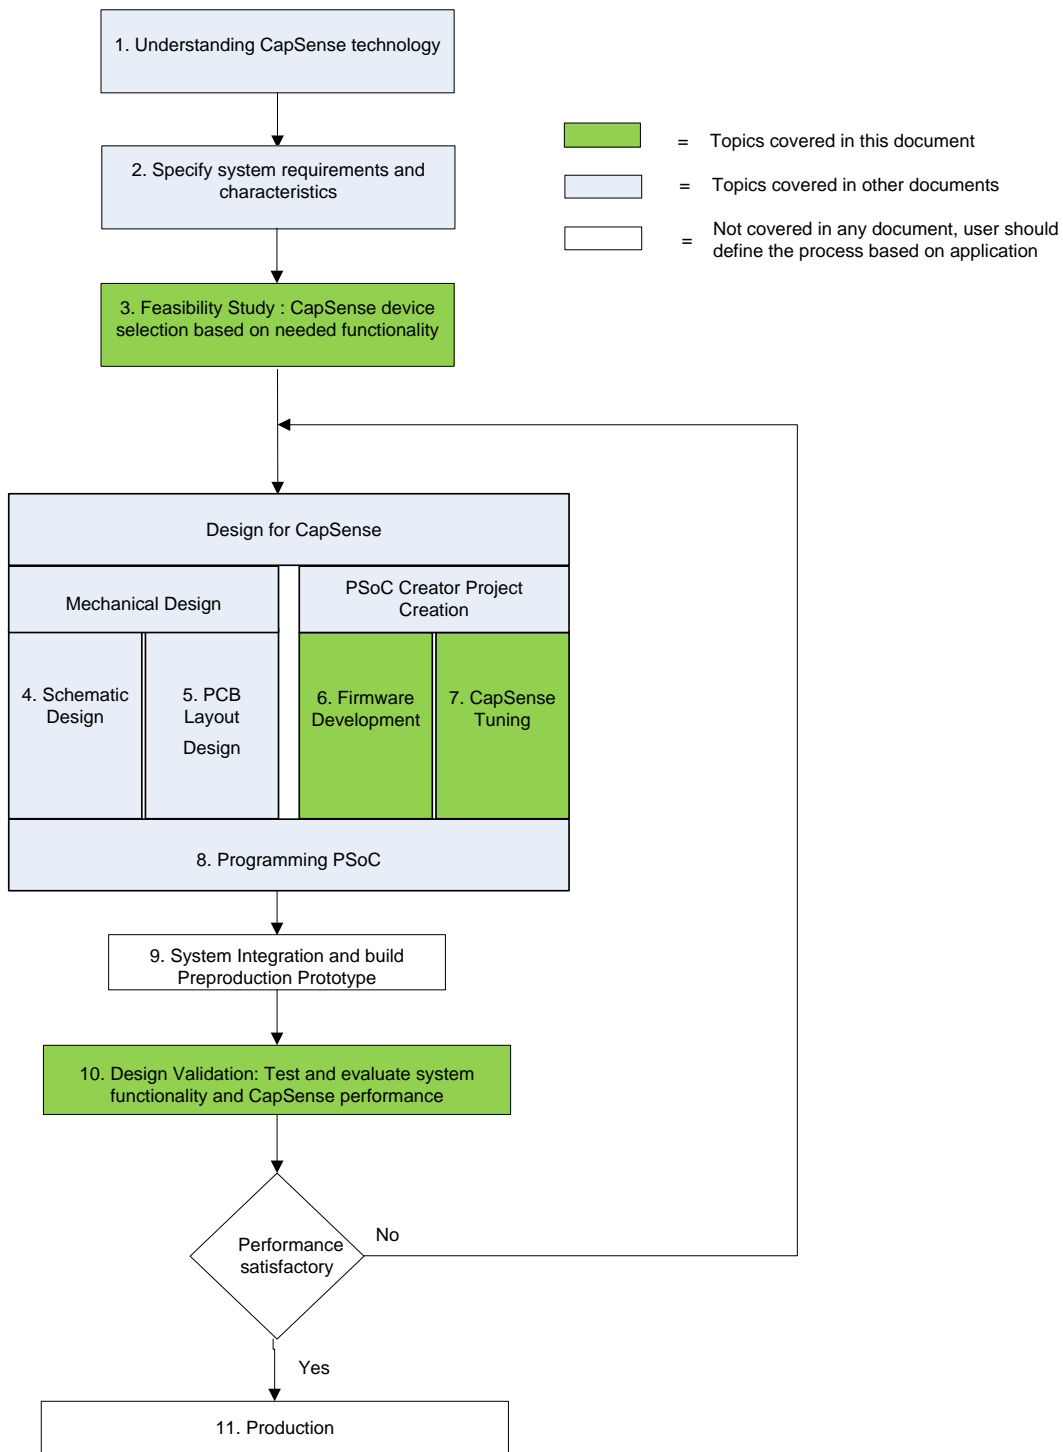 1. Understanding CapSense technology
= Topics covered in this document
2. Specify system requirements and
characteristics
= Topics covered in other documents
= Not covered in any document, user should
define the process based on application
3. Feasibility Study : CapSense device
selection based on needed functionality
Design for CapSense
Mechanical Design
PSoC Creator Project
Creation
4. Schematic
Design
5. PCB
Layout
Design
6. Firmware
Development
7. CapSense
Tuning
8. Programming PSoC
9. System Integration and build
Preproduction Prototype
10. Design Validation: Test and evaluate system
functionality and CapSense performance
Performance
satisfactory
No
Yes
11. Production